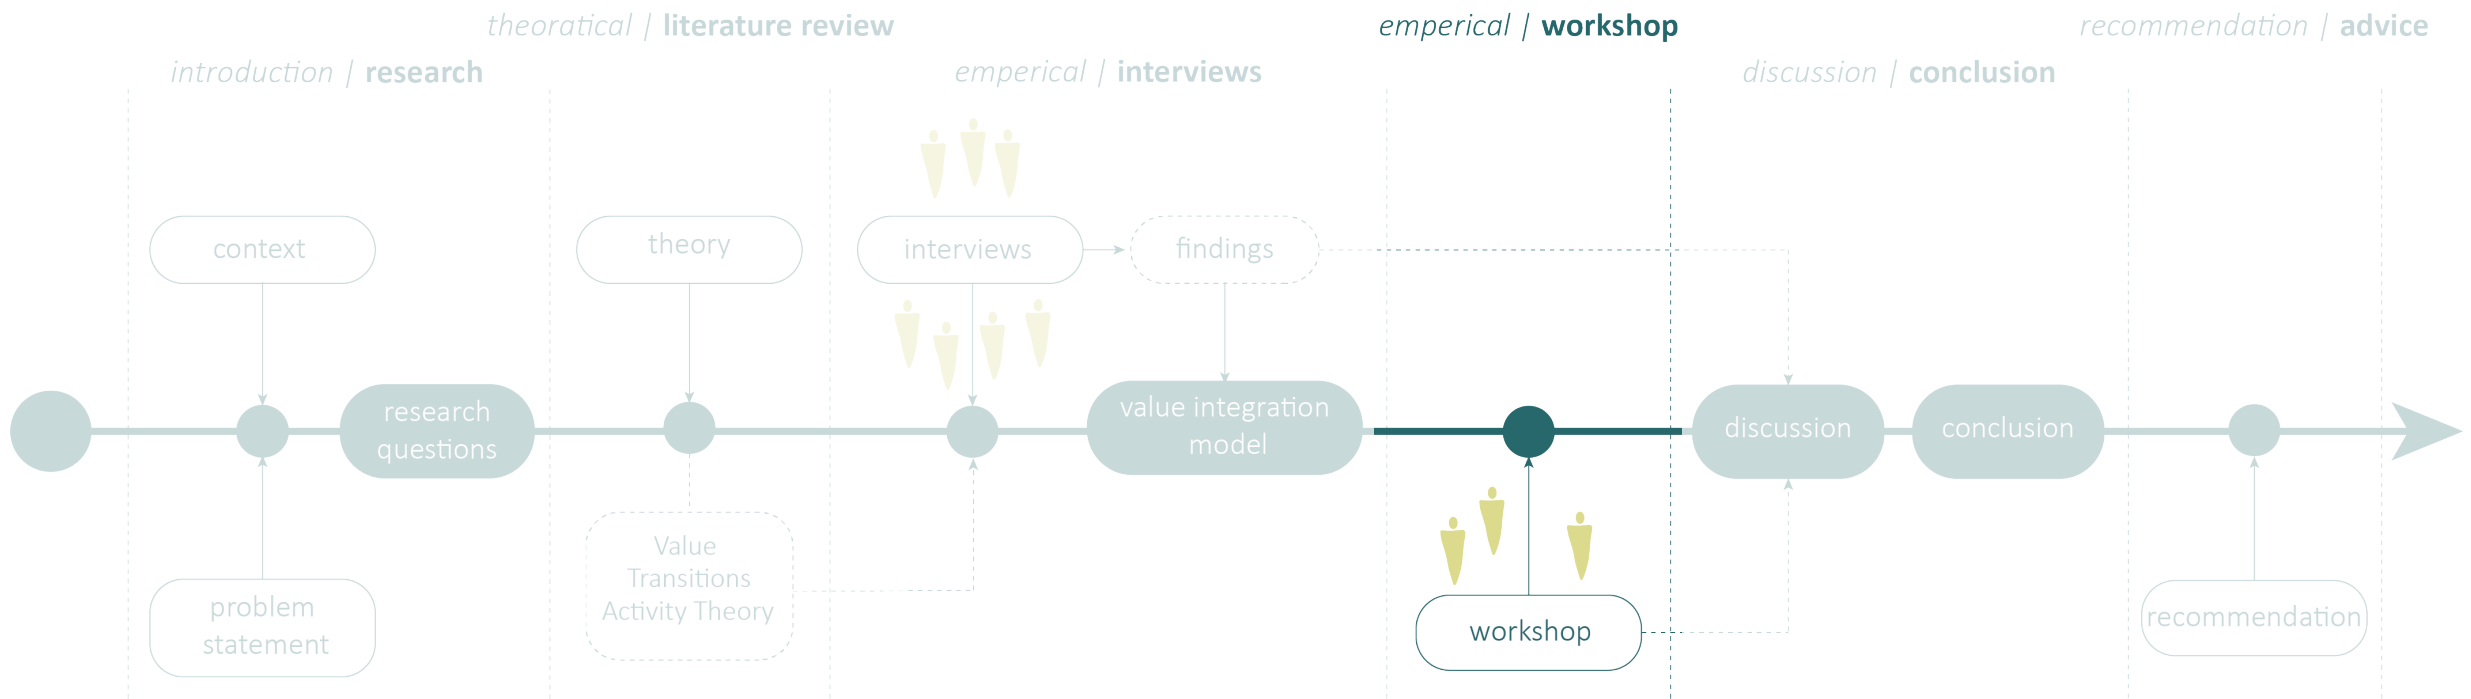 theoratical / literature review
emperical / workshop
recommendation / advice
introduction / research
emperical / interviews
discussion / conclusion
context
theory
interviews
findings
research
questions
value integration
model
discussion
conclusion
Value
Transitions
Activity Theory
problem
statement
workshop
recommendation